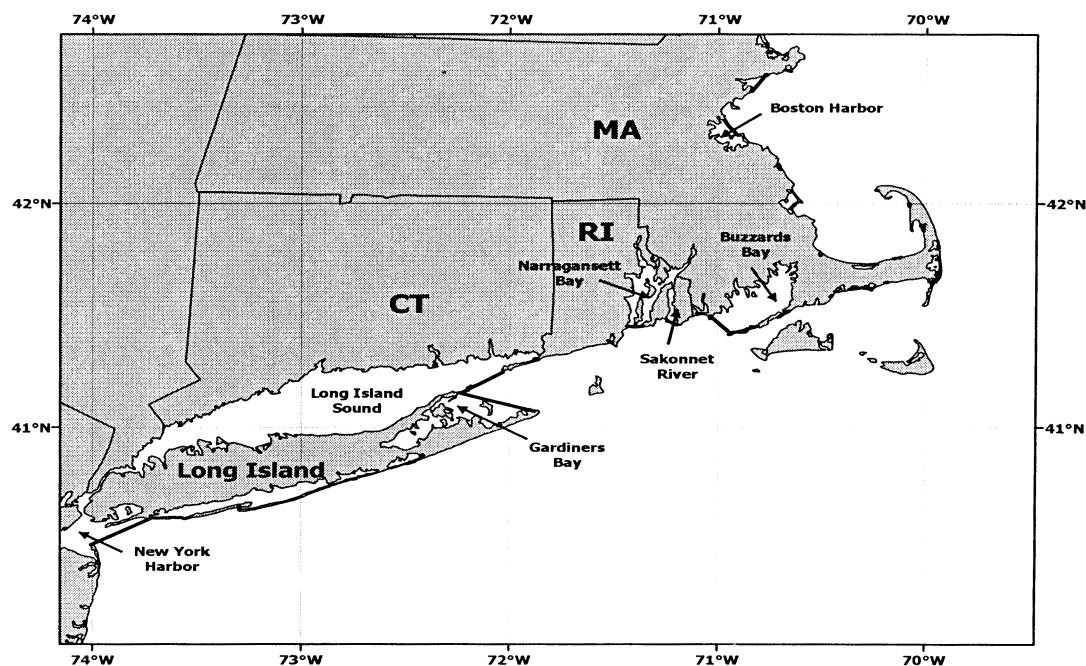 74°W 73°W 72°W 71°W 70°W
Boston Harbor
MA
42°N 42°N
RI
Buzzards
Bay
Narragansett
Bay
CT
Sakonnet
River
Long Island
Sound
41°N 41°N
Gardiners
Bay
Long Island
New York
Harbor
74°W 73°W 72°W 71°W 70°W